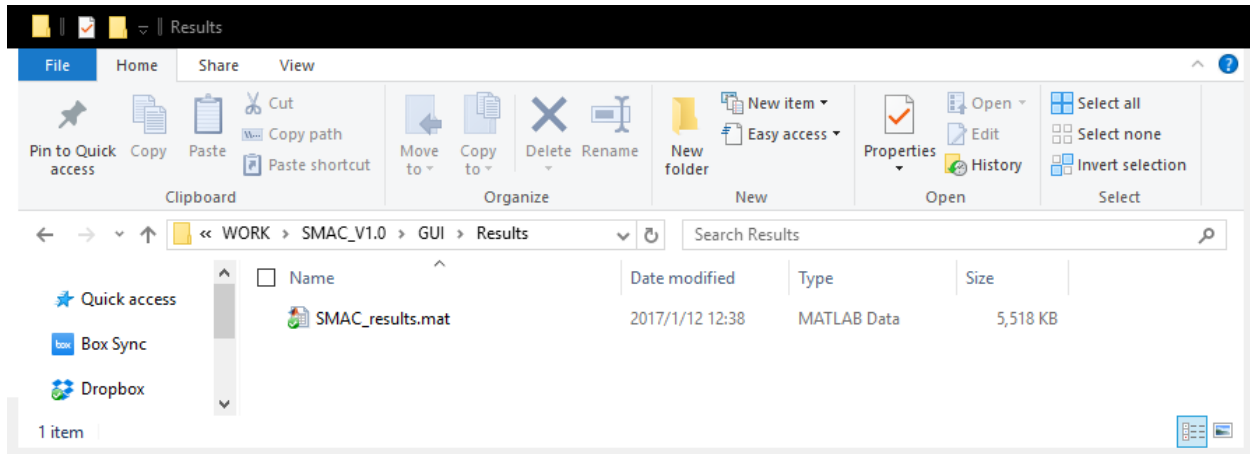 Results
File Home Share View
Pin to Quick access
Copy
Paste
Cut
Copy path
Paste shortcut
Clipboard
Move to
Copy to
Delete
Rename
Organize
New folder
New item
Easy access
New
Properties
Open
Edit
History
Open
Select all
Select none
Invert selection
Select
« WORK > SMAC_V1.0 > GUI > Results
Search Results
Name Date modified Type Size
Quick access
SMAC_results.mat 2017/1/12 12:38 MATLAB Data 5,518 KB
box Box Sync
Dropbox
1 item